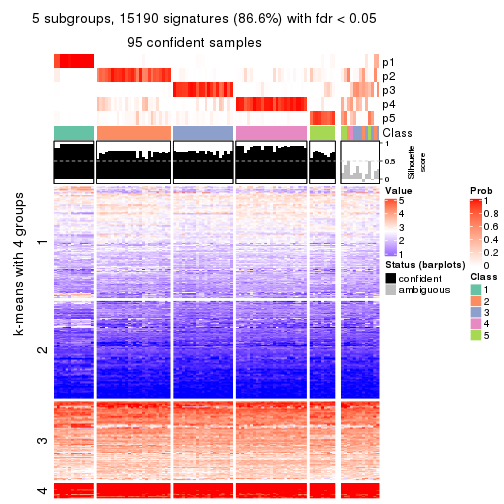 5 subgroups, 15190 signatures (86.6%) with fdr < 0.05
95 confident samples
p1
p2
p3
p4
p5
Class
1
0.5
0
Silhouette
score
k-means with 4 groups
1
2
3
4
Value
5
4
3
2
1
Status (barplots)
confident
ambiguous
Prob
1
0.8
0.6
0.4
0.2
0
Class
1
2
3
4
5